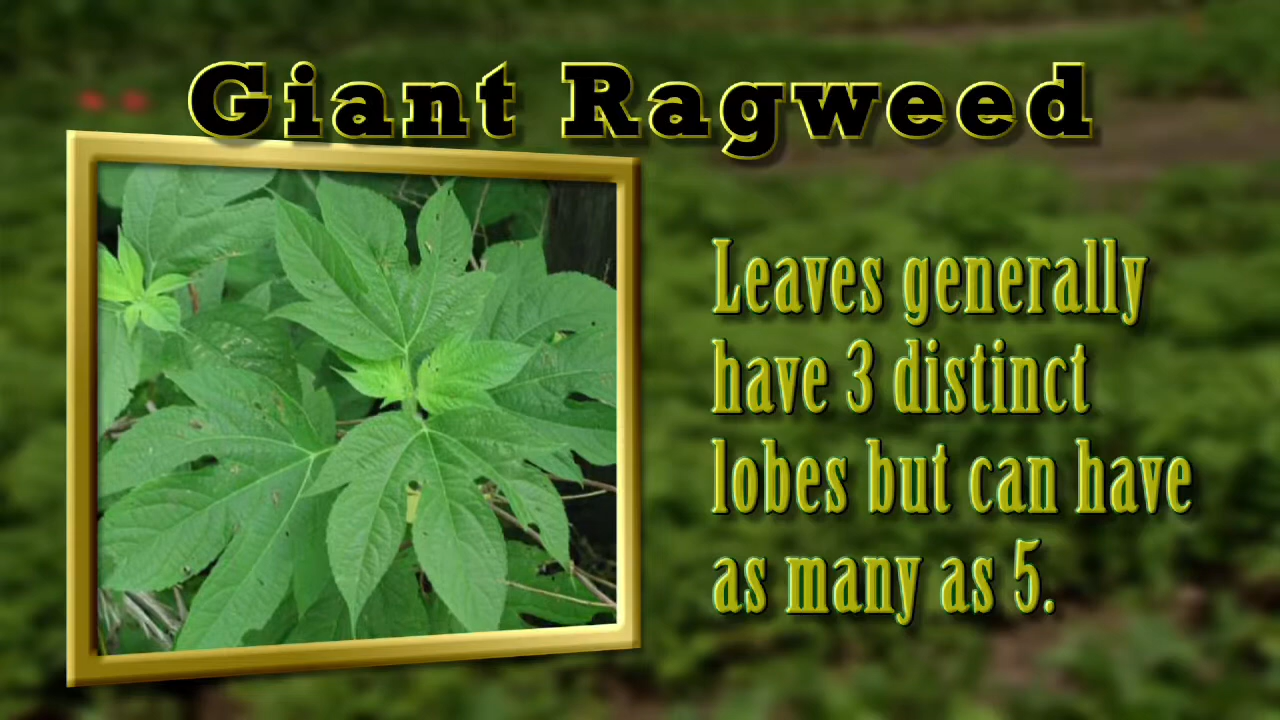 Giant Ragweed
Leaves generally
have 3 distinct
lobes but can have
as many as 5.